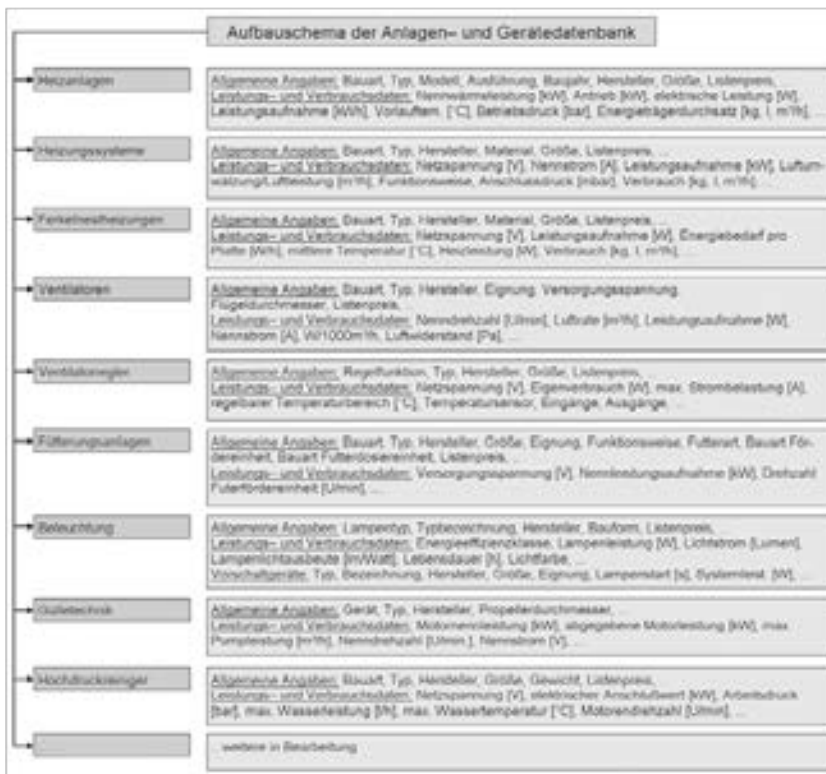 Aufbauschema der Anlagen– und Gerätedatenbank
Heizanlagen
Allgemeine Angaben: Bauart, Typ, Modell, Ausführung, Baujahr, Hersteller, Größe, Listenpreis,
Leistungs– und Verbrauchsdaten: Nennwärmeleistung [kW], Antrieb [kW], elektrische Leistung [W],
Leistungsaufnahme [kWh], Vorlauftem. [°C], Betriebsdruck [bar], Energieträgerdurchsatz [kg, l, m³/h], ...
Heizungssysteme
Allgemeine Angaben: Bauart, Typ, Hersteller, Material, Größe, Listenpreis, ...
Leistungs– und Verbrauchsdaten: Netzspannung [V], Nennstrom [A], Leistungsaufnahme [kW], Luftum-
wälzung/Luftleistung [m³/h], Funktionsweise, Anschlussdruck [mbar], Verbrauch [kg, l, m³/h], ...
Ferkelnestheizungen
Allgemeine Angaben: Bauart, Typ, Hersteller, Material, Größe, Listenpreis, ...
Leistungs– und Verbrauchsdaten: Netzspannung [V], Leistungsaufnahme [W], Energiebedarf pro
Platte [W/h], mittlere Temperatur [°C], Heizleistung [W], Verbrauch [kg, l, m³/h], ...
Ventilatoren
Allgemeine Angaben: Bauart, Typ, Hersteller, Eignung, Versorgungsspannung,
Flügeldurchmesser, Listenpreis,
Leistungs– und Verbrauchsdaten: Nenndrehzahl [U/min], Luftrate [m³/h], Leistungsaufnahme [W],
Nennstrom [A], W/1000m³/h, Luftwiderstand [Pa], ...
Ventilatorregler
Allgemeine Angaben: Regelfunktion, Typ, Hersteller, Größe, Listenpreis, ...
Leistungs– und Verbrauchsdaten: Netzspannung [V], Eigenverbrauch [W], max. Strombelastung [A],
regelbarer Temperaturbereich [°C], Temperatursensor, Eingänge, Ausgänge, ...
Fütterungsanlagen
Allgemeine Angaben: Bauart, Typ, Hersteller, Größe, Eignung, Funktionsweise, Futterart, Bauart För-
dereinheit, Bauart Futterdosiereinheit, Listenpreis,
Leistungs– und Verbrauchsdaten: Versorgungsspannung [V], Nennleistungsaufnahme [kW], Drehzahl
Futerfördereinheit [U/min], ...
Beleuchtung
Allgemeine Angaben: Lampentyp, Typbezeichnung, Hersteller, Bauform, Listenpreis,
Leistungs– und Verbrauchsdaten: Energieeffizienzklasse, Lampenleistung [W], Lichtstrom [Lumen],
Lampenlichtausbeute [lm/Watt], Lebensdauer [h], Lichtfarbe, ...
Vorschaltgeräte: Typ, Bezeichnung, Hersteller, Größe, Eignung, Lampenstart [s], Systemleist. [W], ...
Gülletechnik
Allgemeine Angaben: Gerät, Typ, Hersteller, Propellerdurchmesser, ...
Leistungs– und Verbrauchsdaten: Motornennleistung [kW], abgegebene Motorleistung [kW], max.
Pumpleistung [m³/h], Nenndrehzahl [U/min.], Nennstrom [V], ...
Hochdruckreiniger
Allgemeine Angaben: Bauart, Typ, Hersteller, Größe, Gewicht, Listenpreis,
Leistungs– und Verbrauchsdaten: Netzspannung [V], elektrischer Anschlußwert [kW], Arbeitsdruck
[bar], max. Wasserleistung [l/h], max. Wassertemperatur [°C], Motorendrehzahl [U/min], ...
...weitere in Bearbeitung